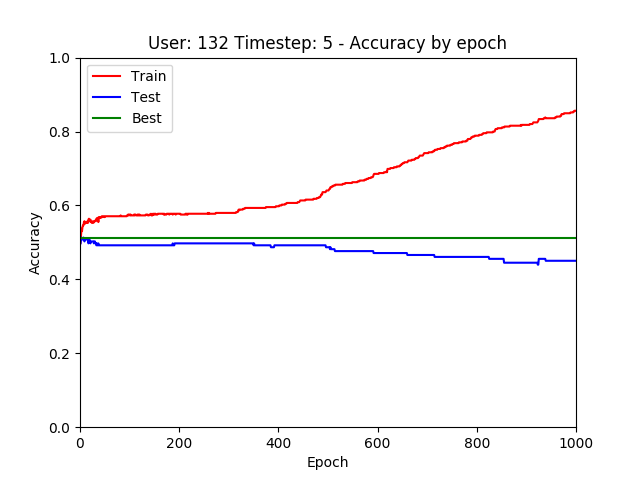 User: 132 Timestep: 5 - Accuracy by epoch
1.0
0.8
0.6
0.4
0.2
0.0
Accuracy
Train
Test
Best
0 200 400 600 800 1000
Epoch